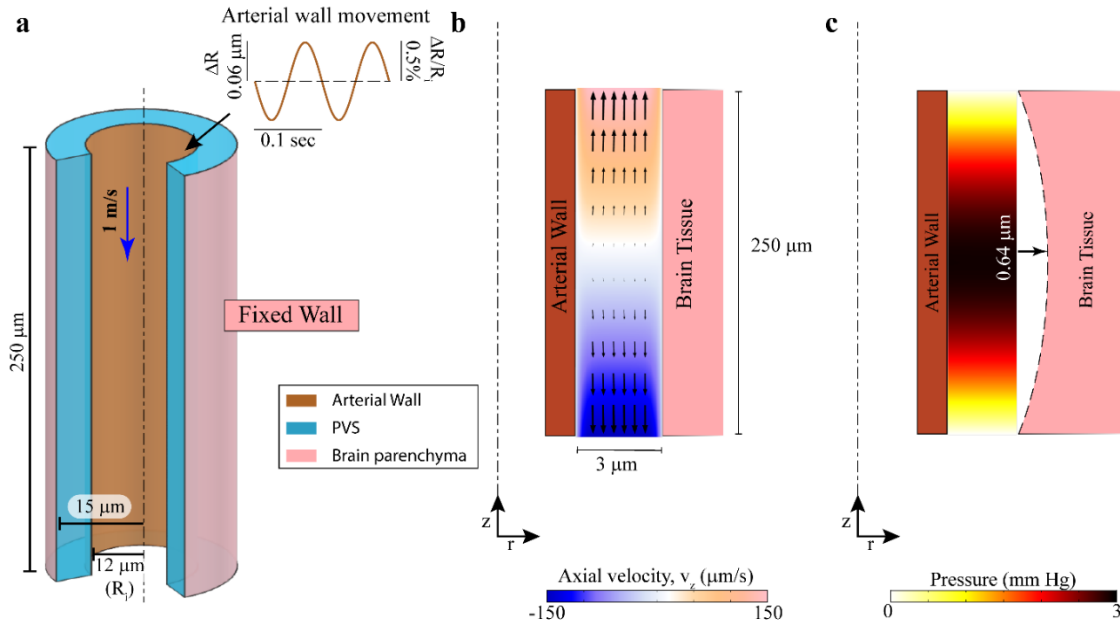 a
Arterial wall movement
ΔR
0.06 μm
ΔR/Ri
0.5%
0.1 sec
1 m/s
250 μm
Fixed Wall
Arterial Wall
PVS
Brain parenchyma
15 μm
12 μm
(Ri)
b
Arterial Wall
Brain Tissue
250 μm
3 μm
z
r
Axial velocity, vz (μm/s)
-150
150
c
Arterial Wall
0.64 μm
Brain Tissue
z
r
Pressure (mm Hg)
0
3